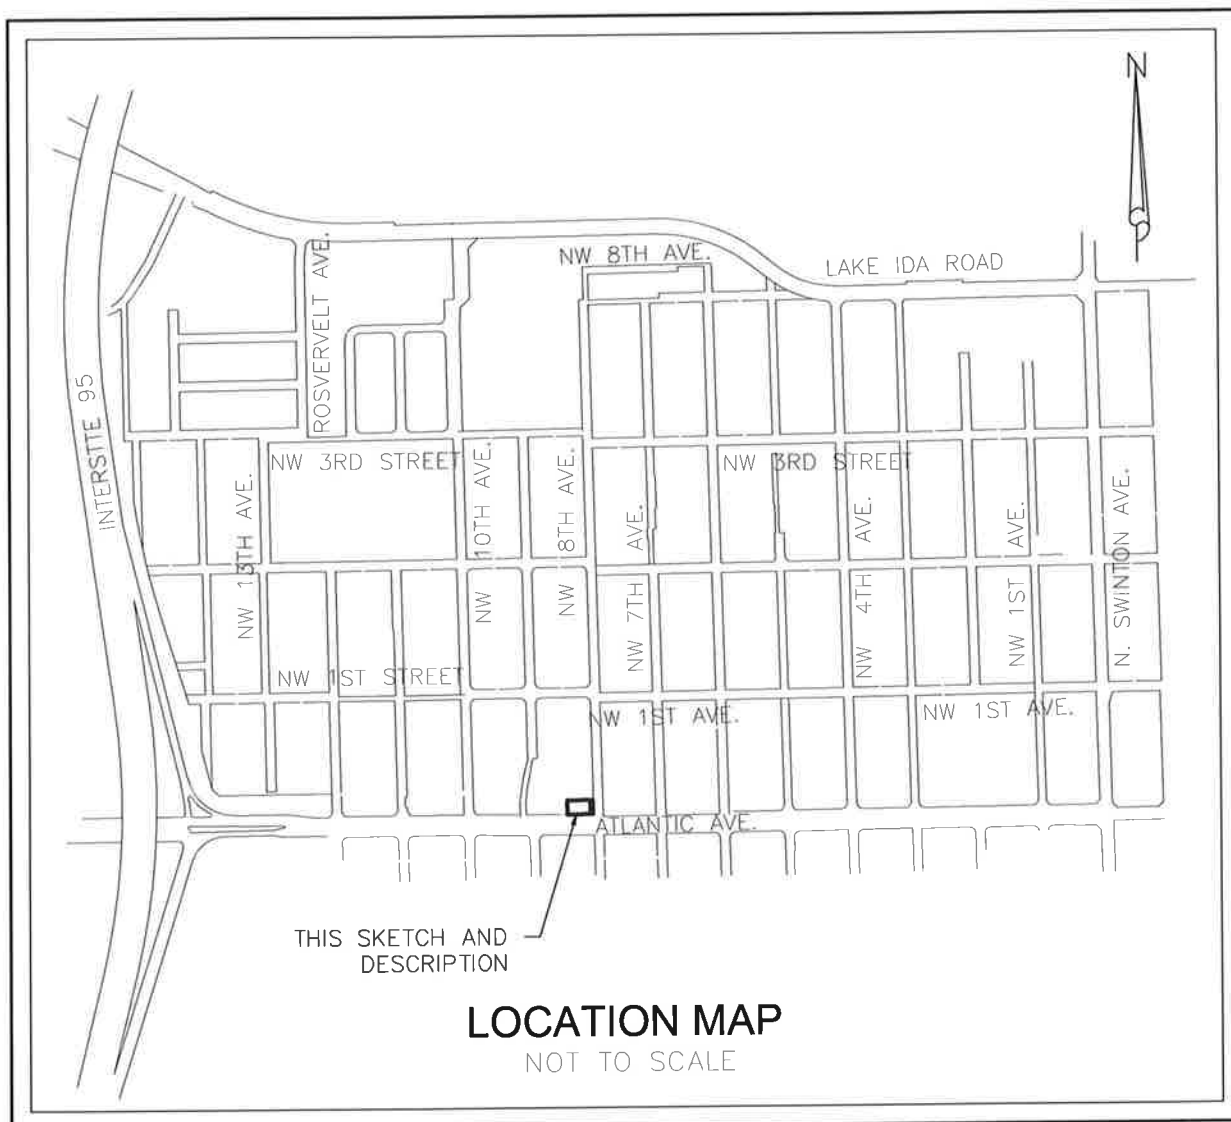 N
NW 8TH AVE.
LAKE IDA ROAD
ROSVERVELT AVE.
INTERSTTE 95
NW 3RD STREET
NW 3RD STREET
NW 13TH AVE.
NW 10TH AVE.
NW 8TH AVE.
NW 7TH AVE.
NW 4TH AVE.
NW 1ST AVE.
N. SWINTON AVE.
NW 1ST STREET
NW 1ST AVE.
NW 1ST AVE.
ATLANTIC AVE.
THIS SKETCH AND
DESCRIPTION
LOCATION MAP
NOT TO SCALE